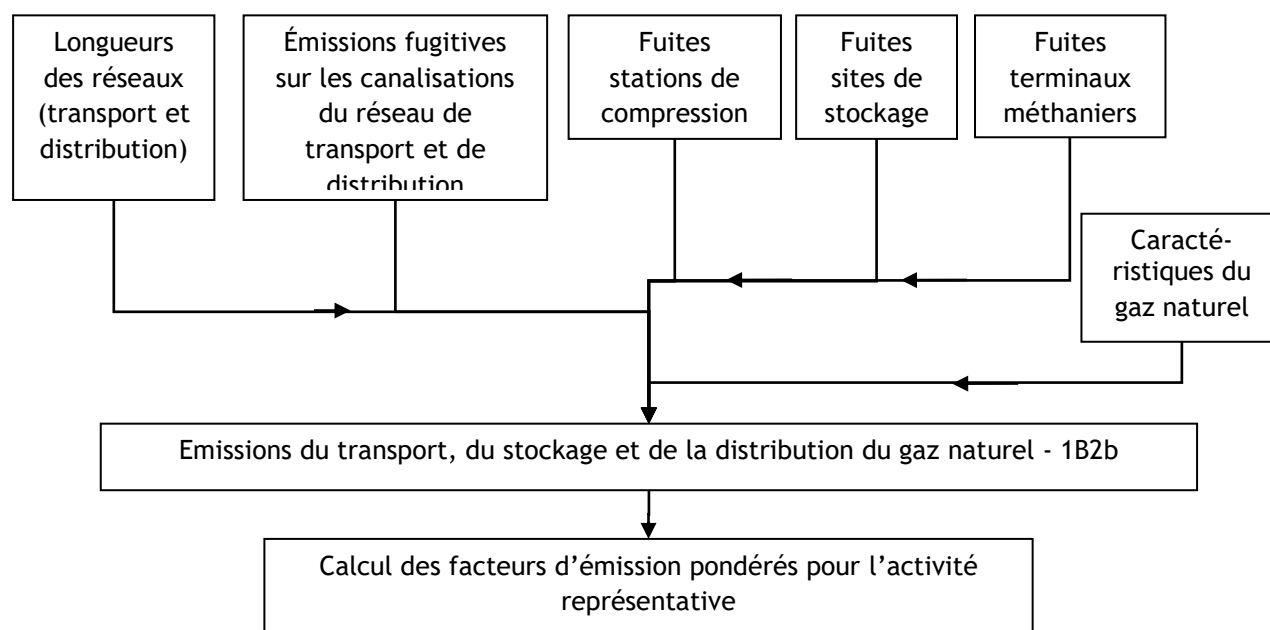 Longueurs
des réseaux
(transport et
distribution)
Émissions fugitives
sur les canalisations
du réseau de
transport et de
distribution
Fuites
stations de
compression
Fuites
sites de
stockage
Fuites
terminaux
méthaniers
Caracté-
ristiques du
gaz naturel
Emissions du transport, du stockage et de la distribution du gaz naturel - 1B2b
Calcul des facteurs d’émission pondérés pour l’activité
représentative